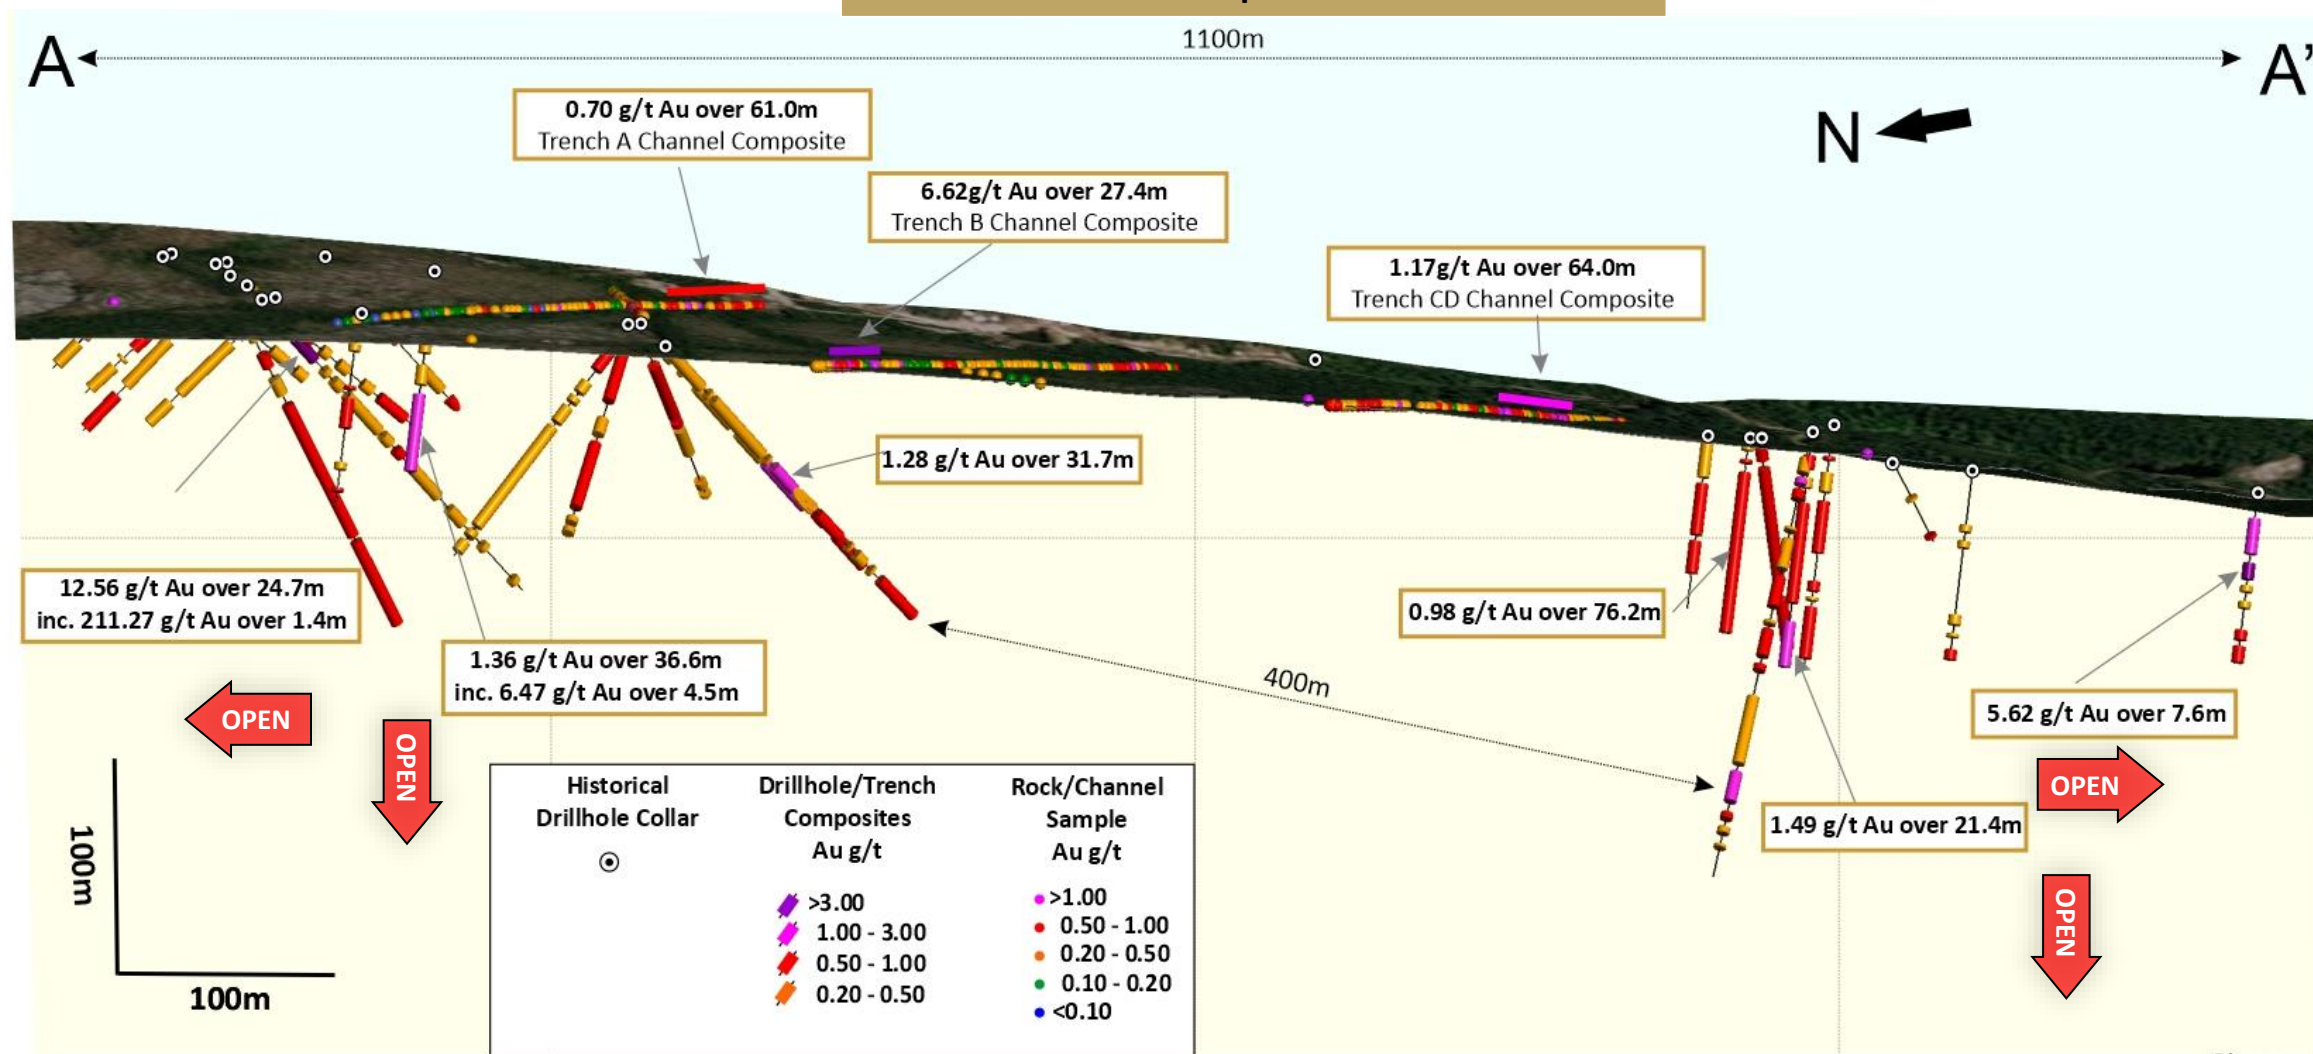 1100m
A
A'
N
0.70 g/t Au over 61.0m
Trench A Channel Composite
6.62g/t Au over 27.4m
Trench B Channel Composite
1.17g/t Au over 64.0m
Trench CD Channel Composite
1.28 g/t Au over 31.7m
12.56 g/t Au over 24.7m
inc. 211.27 g/t Au over 1.4m
0.98 g/t Au over 76.2m
1.36 g/t Au over 36.6m
inc. 6.47 g/t Au over 4.5m
400m
5.62 g/t Au over 7.6m
OPEN
OPEN
OPEN
1.49 g/t Au over 21.4m
OPEN
100m
100m
Historical
Drillhole Collar
Drillhole/Trench
Composites
Au g/t
>3.00
1.00 - 3.00
0.50 - 1.00
0.20 - 0.50
Rock/Channel
Sample
Au g/t
>1.00
0.50 - 1.00
0.20 - 0.50
0.10 - 0.20
<0.10